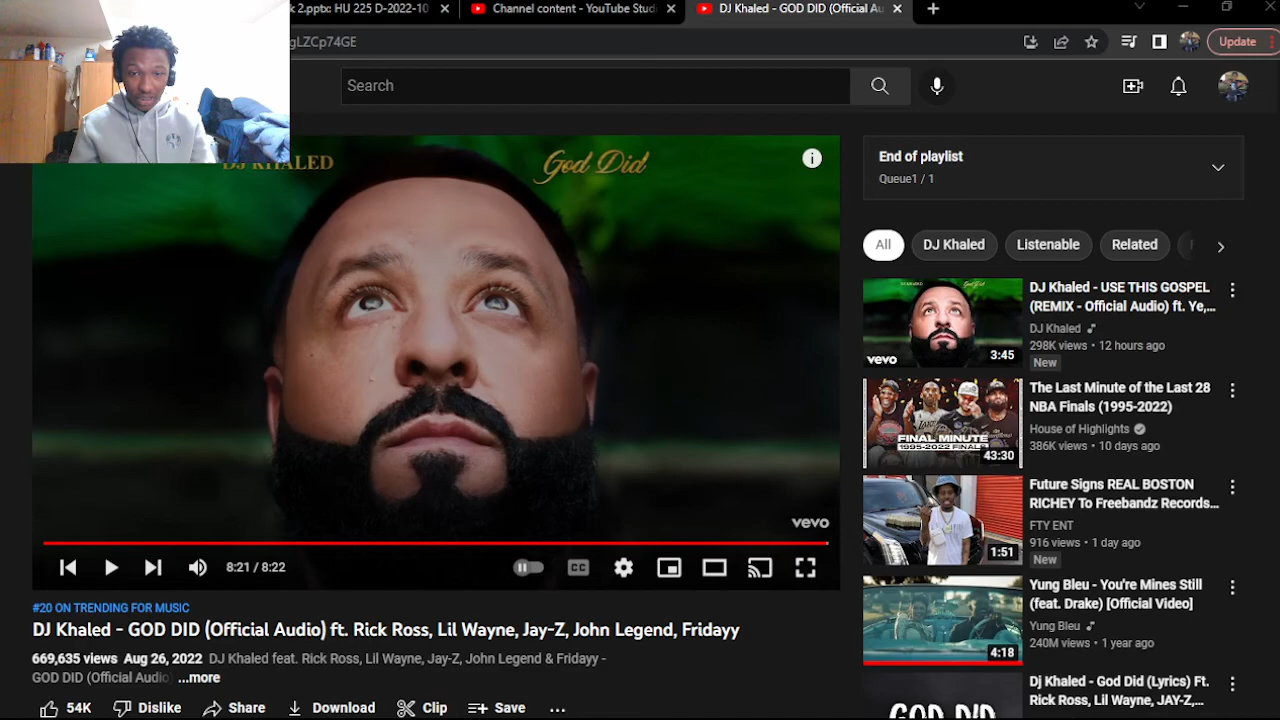 k 2.pptx: HU 225 D-2022-10
Channel content - YouTube Studi
DJ Khaled - GOD DID (Official Au
gLZCp74GE
Update
Search
DJ KHALED
God Did
vevo
8:21 / 8:22
CC
#20 ON TRENDING FOR MUSIC
DJ Khaled - GOD DID (Official Audio) ft. Rick Ross, Lil Wayne, Jay-Z, John Legend, Fridayy
669,635 views Aug 26, 2022 DJ Khaled feat. Rick Ross, Lil Wayne, Jay-Z, John Legend & Fridayy -
GOD DID (Official Audio ...more
54K Dislike Share Download Clip Save ...
End of playlist
Queue1 / 1
All DJ Khaled Listenable Related
DJ Khaled - USE THIS GOSPEL
(REMIX - Official Audio) ft. Ye,...
DJ Khaled
298K views • 12 hours ago
New
vevo
3:45
The Last Minute of the Last 28
NBA Finals (1995-2022)
House of Highlights
386K views • 10 days ago
FINAL MINUTE
1995-2022 FINALS
43:30
Future Signs REAL BOSTON
RICHEY To Freebandz Records...
FTY ENT
916 views • 1 day ago
New
1:51
Yung Bleu - You're Mines Still
(feat. Drake) [Official Video]
Yung Bleu
240M views • 1 year ago
4:18
Dj Khaled - God Did (Lyrics) Ft.
Rick Ross, Lil Wayne, JAY-Z,...
GOD DID